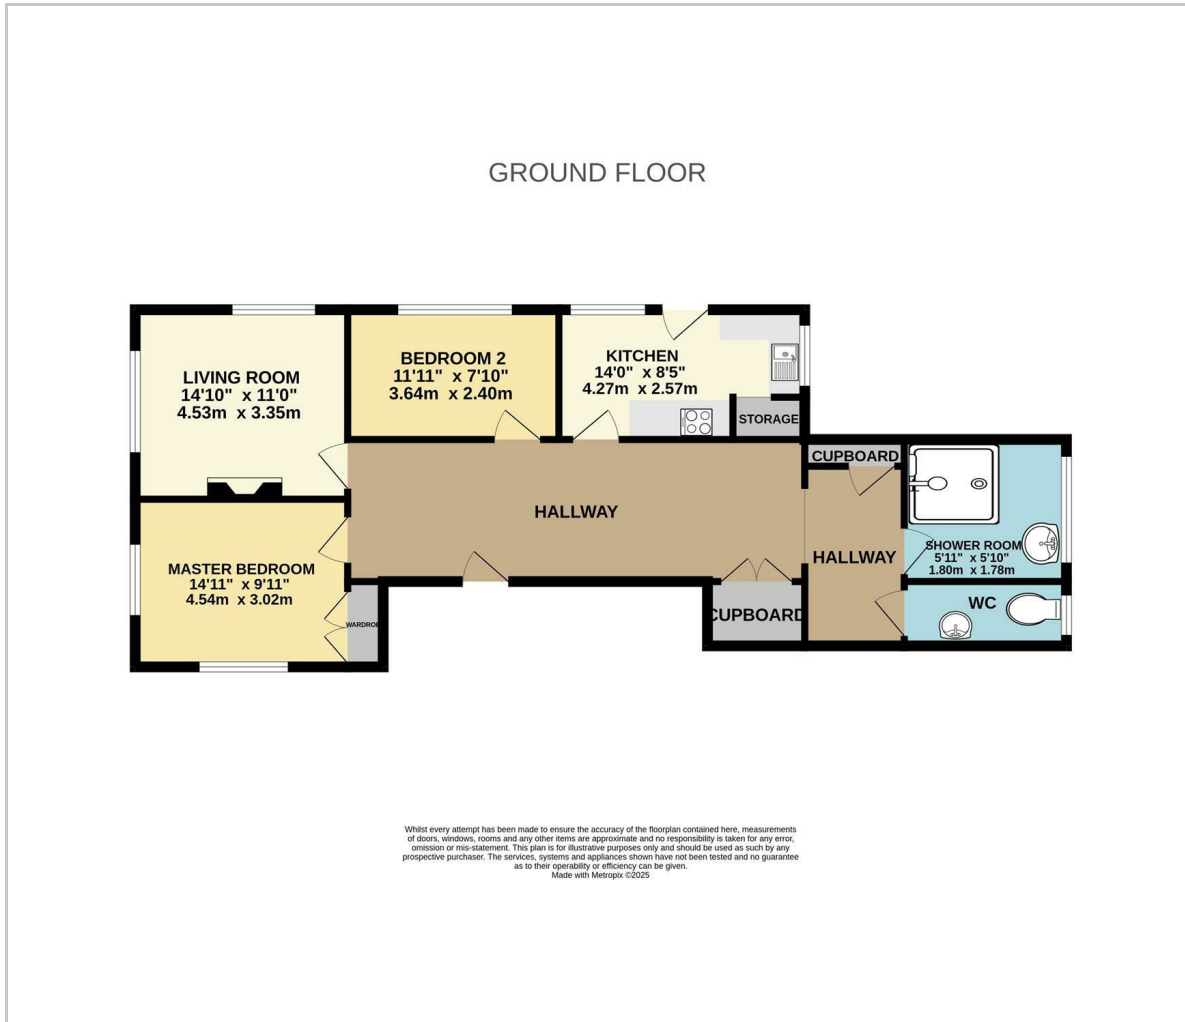 GROUND FLOOR
LIVING ROOM
14'10" x 11'0"
4.53m x 3.35m
BEDROOM 2
11'11" x 7'10"
3.64m x 2.40m
KITCHEN
14'0" x 8'5"
4.27m x 2.57m
STORAGE
CUPBOARD
HALLWAY
HALLWAY
SHOWER ROOM
5'11" x 5'10"
1.80m x 1.78m
MASTER BEDROOM
14'11" x 9'11"
4.54m x 3.02m
WARDROB
CUPBOARD
WC
Whilst every attempt has been made to ensure the accuracy of the floorplan contained here, measurements
of doors, windows, rooms and any other items are approximate and no responsibility is taken for any error,
omission or mis-statement. This plan is for illustrative purposes only and should be used as such by any
prospective purchaser. The services, systems and appliances shown have not been tested and no guarantee
as to their operability or efficiency can be given.
Made with Metropix ©2025